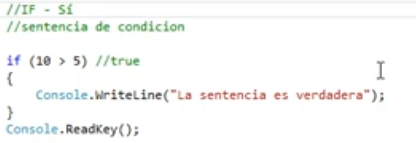 //IF - Sí
//sentencia de condicion
if (10 > 5) //true
{
Console.WriteLine("La sentencia es verdadera");
}
Console.ReadKey();